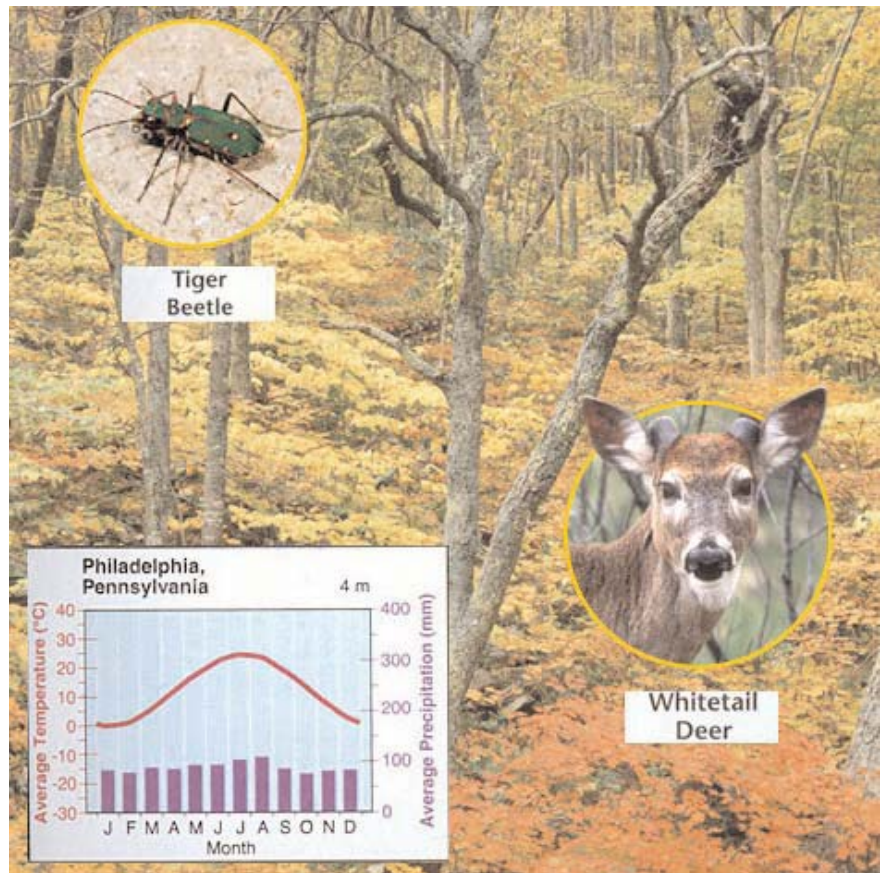 Tiger
Beetle
Whitetail
Deer
Philadelphia,
Pennsylvania
4 m
Average Temperature (°C)
40
30
20
10
0
-10
-20
-30
400
300
200
100
0
Average Precipitation (mm)
J F M A M J J A S O N D
Month